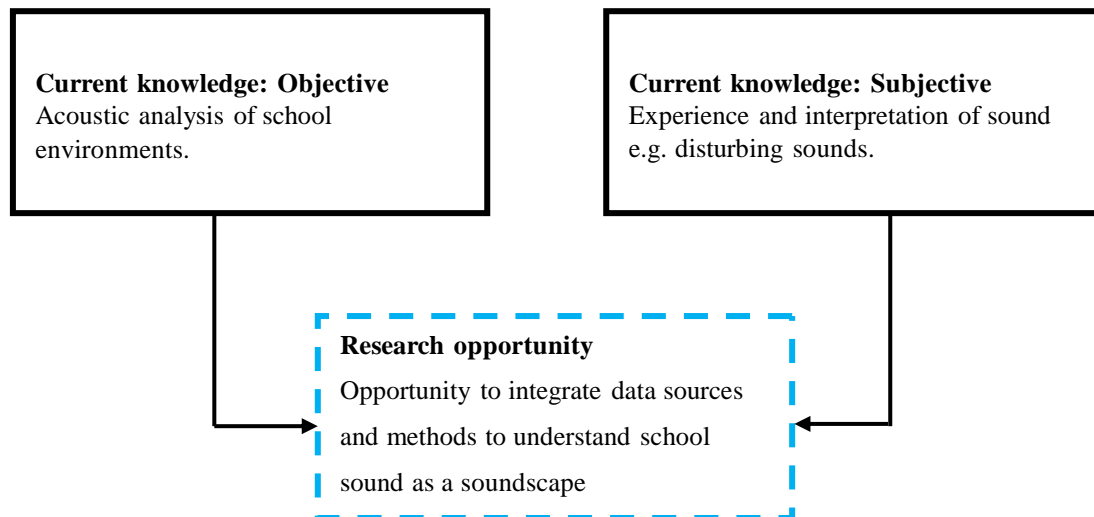 Current knowledge: Objective
Acoustic analysis of school
environments.
Current knowledge: Subjective
Experience and interpretation of sound
e.g. disturbing sounds.
Research opportunity
Opportunity to integrate data sources
and methods to understand school
sound as a soundscape